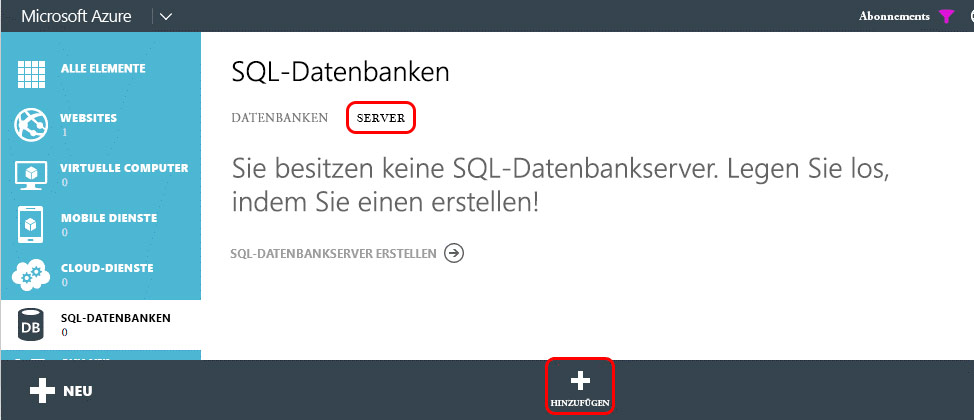 Microsoft Azure
Abonnements
ALLE ELEMENTE
WEBSITES
1
VIRTUELLE COMPUTER
0
MOBILE DIENSTE
0
CLOUD-DIENSTE
0
DB
SQL-DATENBANKEN
0
SQL-Datenbanken
DATENBANKEN SERVER
Sie besitzen keine SQL-Datenbankserver. Legen Sie los,
indem Sie einen erstellen!
SQL-DATENBANKSERVER ERSTELLEN
NEU
HINZUFÜGEN